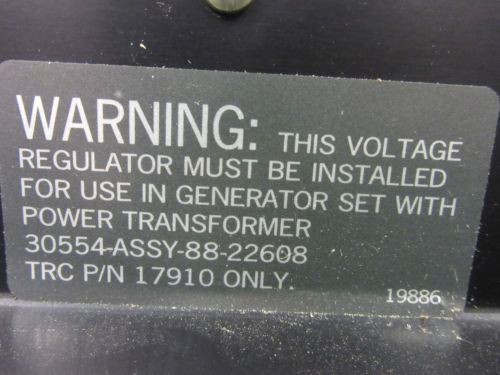 WARNING: THIS VOLTAGE
REGULATOR MUST BE INSTALLED
FOR USE IN GENERATOR SET WITH
POWER TRANSFORMER
30554-ASSY-88-22608
TRC P/N 17910 ONLY.
19886